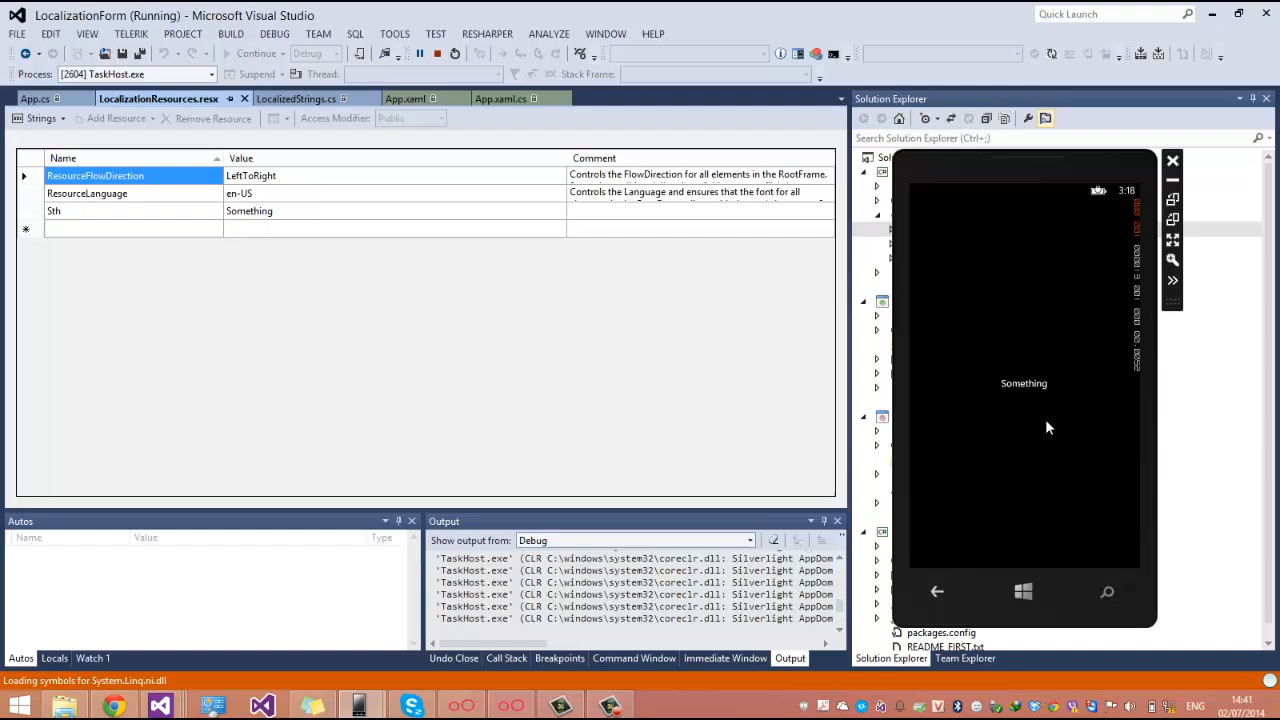 LocalizationForm (Running) - Microsoft Visual Studio
Quick Launch
FILE EDIT VIEW TELERIK PROJECT BUILD DEBUG TEAM SQL TOOLS TEST RESHARPER ANALYZE WINDOW HELP
Continue Debug
Process: [2604] TaskHost.exe Suspend Thread: Stack Frame:
App.cs LocalizationResources.resx LocalizedStrings.cs App.xaml App.xaml.cs
Solution Explorer
Strings Add Resource Remove Resource Access Modifier: Public
Search Solution Explorer (Ctrl+;)
Name Value Comment
Sol
ResourceFlowDirection LeftToRight Controls the FlowDirection for all elements in the RootFrame.
ResourceLanguage en-US Controls the Language and ensures that the font for all
Sth Something
3:18
Something
Autos
Output
Name Value Type
Show output from: Debug
'TaskHost.exe' (CLR C:\windows\system32\coreclr.dll: Silverlight AppDom
'TaskHost.exe' (CLR C:\windows\system32\coreclr.dll: Silverlight AppDom
'TaskHost.exe' (CLR C:\windows\system32\coreclr.dll: Silverlight AppDom
'TaskHost.exe' (CLR C:\windows\system32\coreclr.dll: Silverlight AppDom
'TaskHost.exe' (CLR C:\windows\system32\coreclr.dll: Silverlight AppDom
'TaskHost.exe' (CLR C:\windows\system32\coreclr.dll: Silverlight AppDom
packages.config
README_FIRST.txt
Autos Locals Watch 1
Undo Close Call Stack Breakpoints Command Window Immediate Window Output
Solution Explorer Team Explorer
Loading symbols for System.Linq.ni.dll
ENG
14:41
02/07/2014